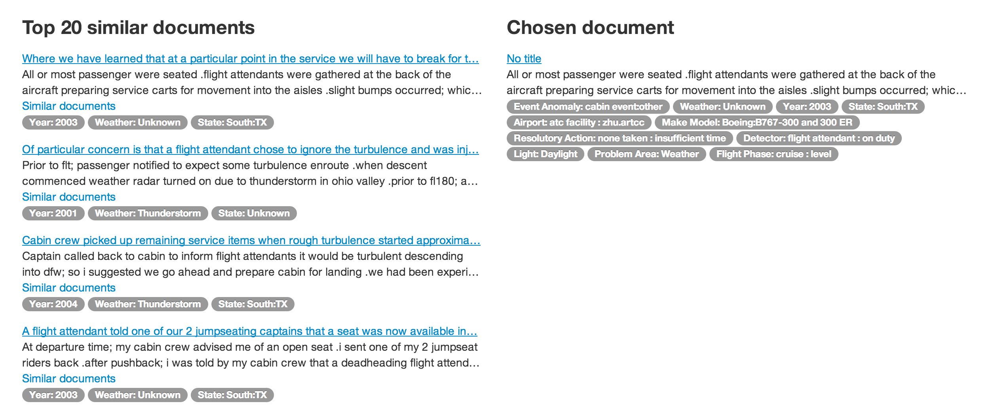 Top 20 similar documents
Where we have learned that at a particular point in the service we will have to break for t...
All or most passenger were seated .flight attendants were gathered at the back of the
aircraft preparing service carts for movement into the aisles .slight bumps occurred; whic...
Similar documents
Year: 2003 Weather: Unknown State: South:TX
Of particular concern is that a flight attendant chose to ignore the turbulence and was inj...
Prior to flt; passenger notified to expect some turbulence enroute .when descent
commenced weather radar turned on due to thunderstorm in ohio valley .prior to fl180; a...
Similar documents
Year: 2001 Weather: Thunderstorm State: Unknown
Cabin crew picked up remaining service items when rough turbulence started approxima...
Captain called back to cabin to inform flight attendants it would be turbulent descending
into dfw; so i suggested we go ahead and prepare cabin for landing .we had been experi...
Similar documents
Year: 2004 Weather: Thunderstorm State: South:TX
A flight attendant told one of our 2 jumpseating captains that a seat was now available in...
At departure time; my cabin crew advised me of an open seat .i sent one of my 2 jumpseat
riders back .after pushback; i was told by my cabin crew that a deadheading flight attend...
Similar documents
Year: 2003 Weather: Unknown State: South:TX
Chosen document
No title
All or most passenger were seated .flight attendants were gathered at the back of the
aircraft preparing service carts for movement into the aisles .slight bumps occurred; whic...
Event Anomaly: cabin event:other Weather: Unknown Year: 2003 State: South:TX
Airport: atc facility : zhu.artcc Make Model: Boeing:B767-300 and 300 ER
Resolutory Action: none taken : insufficient time Detector: flight attendant : on duty
Light: Daylight Problem Area: Weather Flight Phase: cruise : level